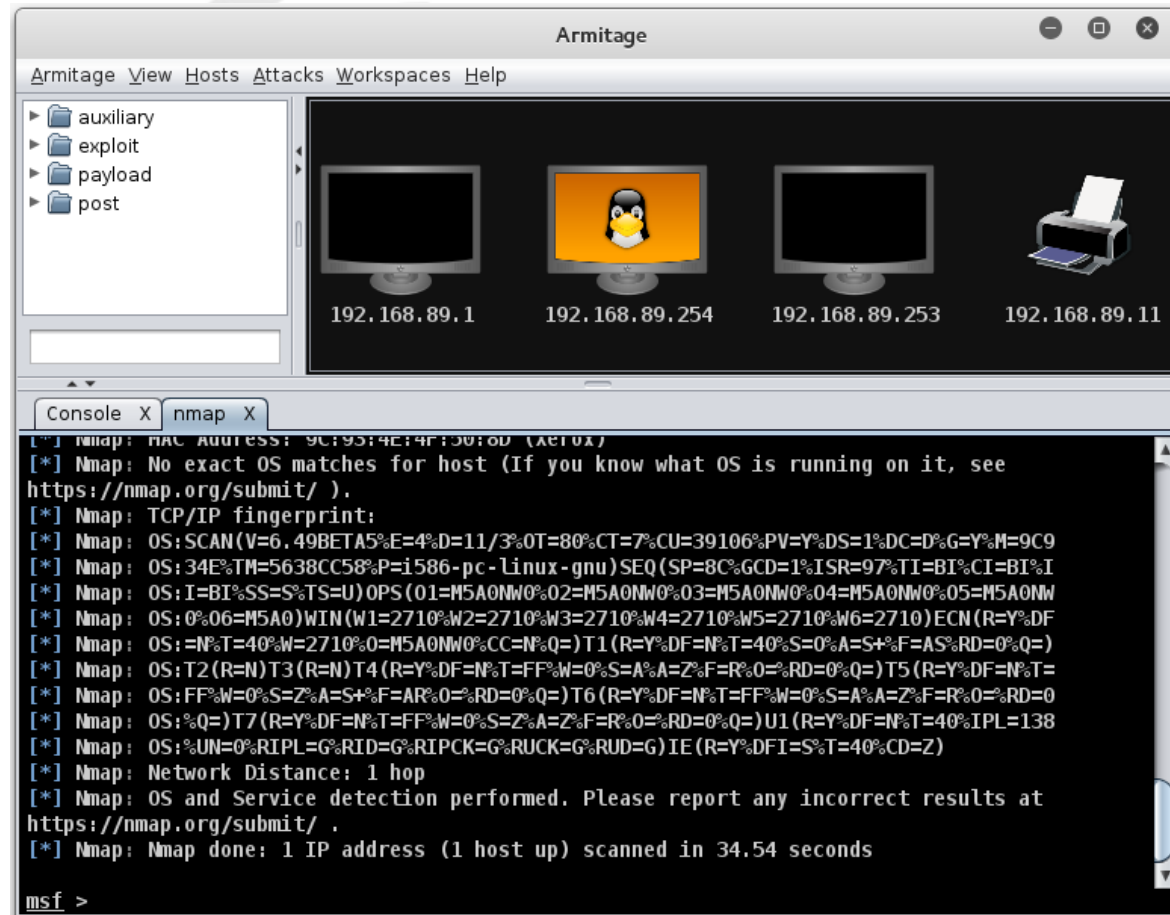 Armitage
Armitage View Hosts Attacks Workspaces Help
auxiliary
exploit
payload
post
192.168.89.1
192.168.89.254
192.168.89.253
192.168.89.11
Console X
nmap X
[*] Nmap: MAC Address: 9C:93:4E:4F:50:8D (Xerox)
[*] Nmap: No exact OS matches for host (If you know what OS is running on it, see
https://nmap.org/submit/ ).
[*] Nmap: TCP/IP fingerprint:
[*] Nmap: OS:SCAN(V=6.49BETA5%E=4%D=11/3%OT=80%CT=7%CU=39106%PV=Y%DS=1%DC=D%G=Y%M=9C9
[*] Nmap: OS:34E%TM=5638CC58%P=i586-pc-linux-gnu)SEQ(SP=8C%GCD=1%ISR=97%TI=BI%CI=BI%I
[*] Nmap: OS:I=BI%SS=S%TS=U)OPS(O1=M5A0NW0%O2=M5A0NW0%O3=M5A0NW0%O4=M5A0NW0%O5=M5A0NW
[*] Nmap: OS:0%O6=M5A0)WIN(W1=2710%W2=2710%W3=2710%W4=2710%W5=2710%W6=2710)ECN(R=Y%DF
[*] Nmap: OS:=N%T=40%W=2710%O=M5A0NW0%CC=N%Q=)T1(R=Y%DF=N%T=40%S=O%A=S+%F=AS%RD=0%Q=)
[*] Nmap: OS:T2(R=N)T3(R=N)T4(R=Y%DF=N%T=FF%W=0%S=A%A=Z%F=R%O=%RD=0%Q=)T5(R=Y%DF=N%T=
[*] Nmap: OS:FF%W=0%S=Z%A=S+%F=AR%O=%RD=0%Q=)T6(R=Y%DF=N%T=FF%W=0%S=A%A=Z%F=R%O=%RD=0
[*] Nmap: OS:%Q=)T7(R=Y%DF=N%T=FF%W=0%S=Z%A=Z%F=R%O=%RD=0%Q=)U1(R=Y%DF=N%T=40%IPL=138
[*] Nmap: OS:%UN=0%RIPL=G%RID=G%RIPCK=G%RUCK=G%RUD=G)IE(R=Y%DFI=S%T=40%CD=Z)
[*] Nmap: Network Distance: 1 hop
[*] Nmap: OS and Service detection performed. Please report any incorrect results at
https://nmap.org/submit/ .
[*] Nmap: Nmap done: 1 IP address (1 host up) scanned in 34.54 seconds
msf >